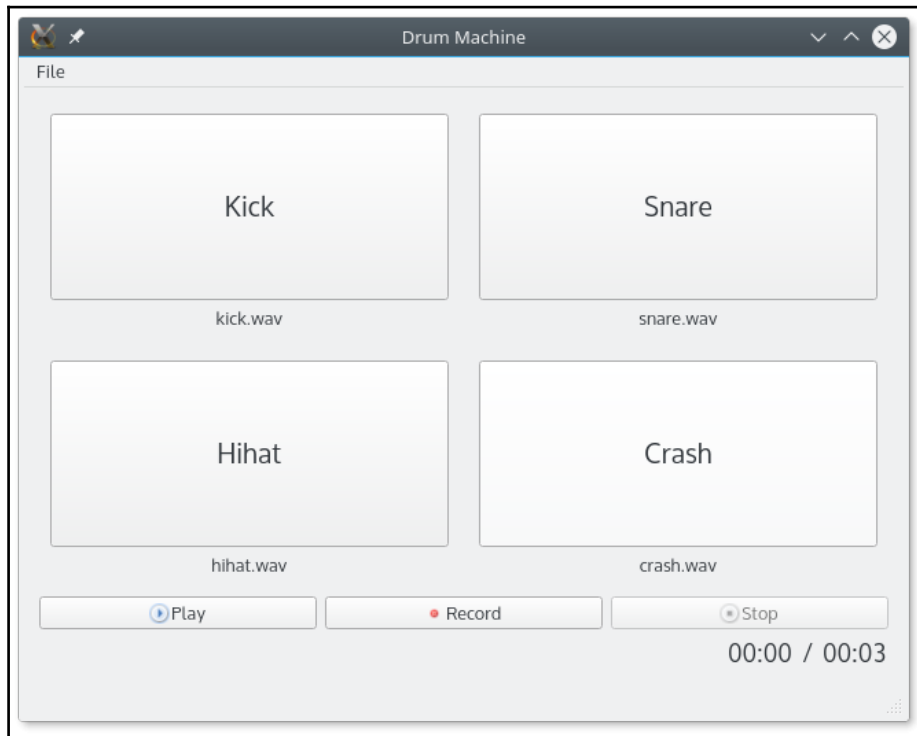 Drum Machine
File
Kick
Snare
kick.wav
snare.wav
Hihat
Crash
hihat.wav
crash.wav
Play
Record
Stop
00:00 / 00:03